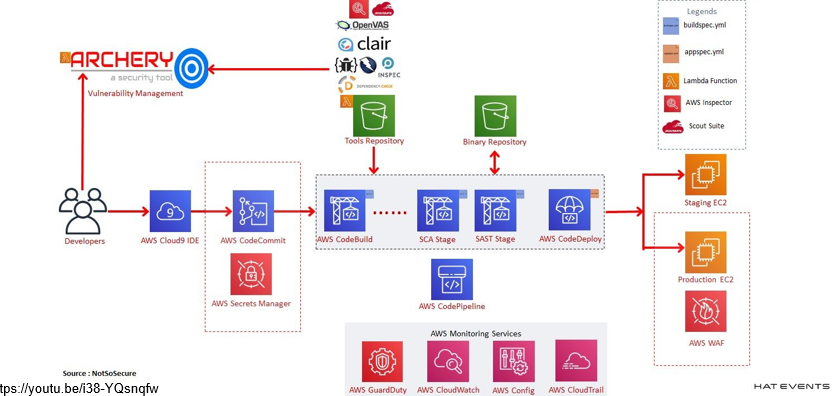 OpenVAS
clair
INSPEC
DEPENDENCY-CHECK
ARCHERY
a security tool
Vulnerability Management
Legends
buildspec.yml
appspec.yml
Lambda Function
AWS Inspector
Scout Suite
Tools Repository
Binary Repository
Developers
9
AWS Cloud9 IDE
AWS CodeCommit
AWS CodeBuild
SCA Stage
SAST Stage
AWS CodeDeploy
Staging EC2
Production EC2
AWS Secrets Manager
AWS CodePipeline
AWS WAF
AWS Monitoring Services
AWS GuardDuty
AWS CloudWatch
AWS Config
AWS CloudTrail
Source : NotSoSecure
tps://youtu.be/i38-YQsnqfw
HAT EVENTS